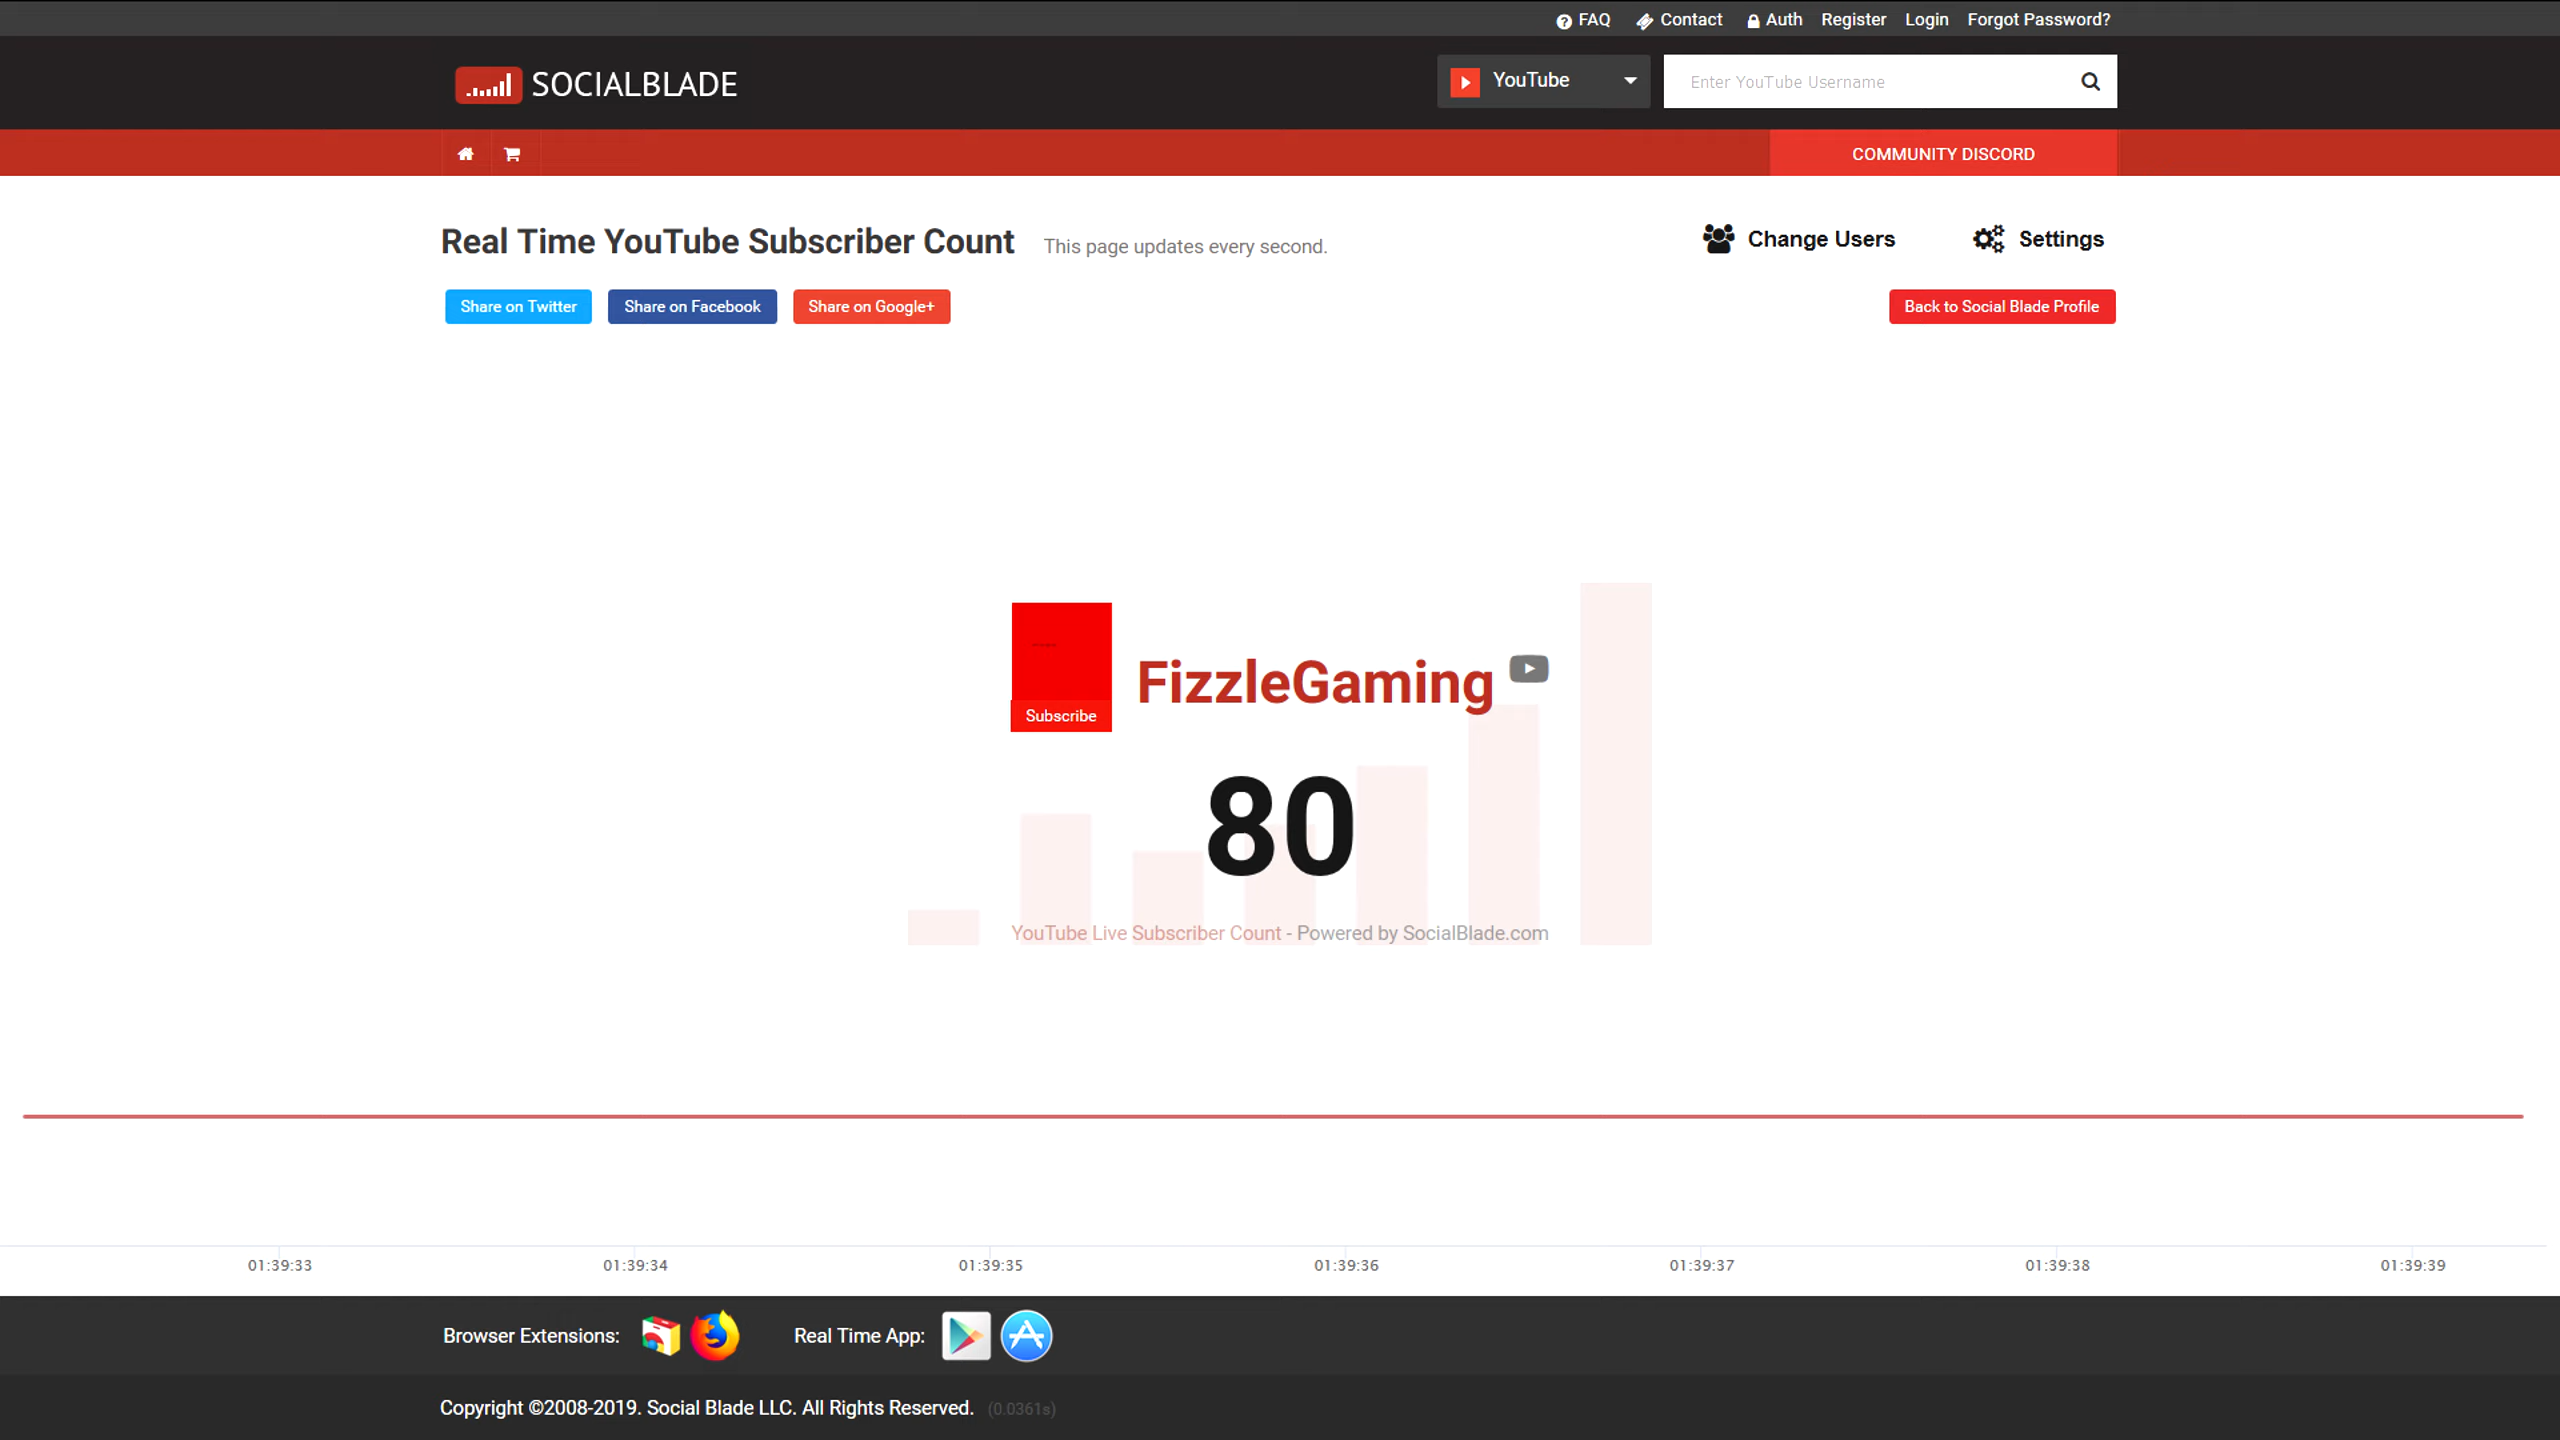 FAQ Contact Auth Register Login Forgot Password?
SOCIALBLADE YouTube Enter YouTube Username
COMMUNITY DISCORD
Real Time YouTube Subscriber Count This page updates every second. Change Users Settings
Share on Twitter Share on Facebook Share on Google+ Back to Social Blade Profile
FizzleGaming
Subscribe
80
YouTube Live Subscriber Count - Powered by SocialBlade.com
01:39:33 01:39:34 01:39:35 01:39:36 01:39:37 01:39:38 01:39:39
Browser Extensions: Real Time App:
Copyright ©2008-2019. Social Blade LLC. All Rights Reserved. (0.0361s)